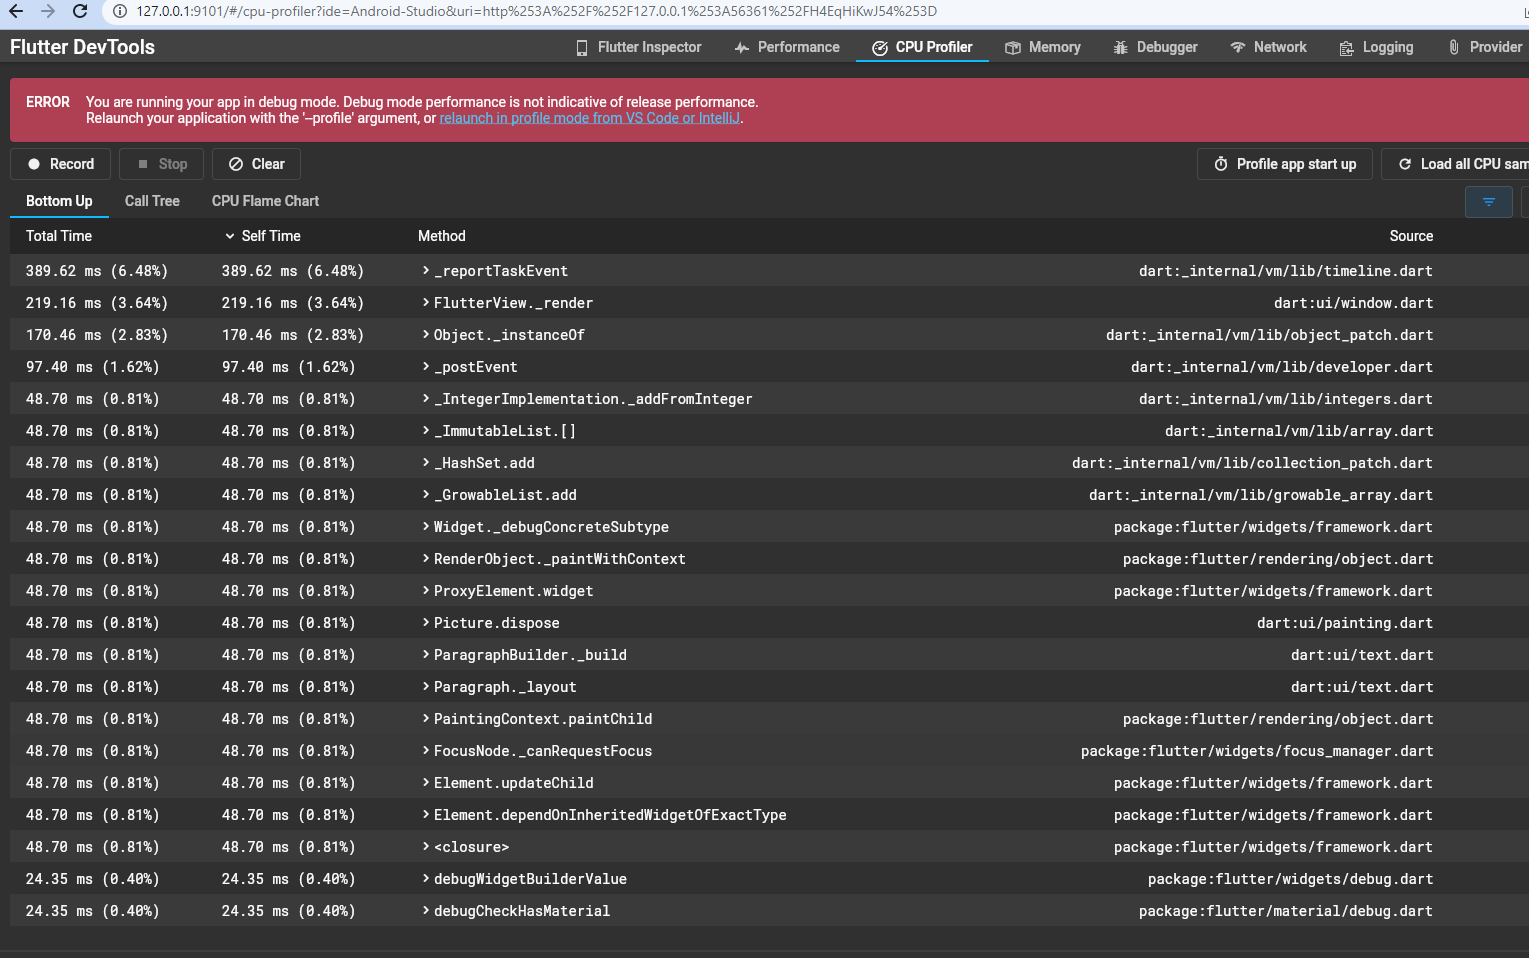 127.0.0.1:9101/#/cpu-profiler?ide=Android-Studio&uri=http%253A%252F%252F127.0.0.1%253A56361%252FH4EqHiKwJ54%253D
Flutter DevTools
Flutter Inspector
Performance
CPU Profiler
Memory
Debugger
Network
Logging
Provider
ERROR You are running your app in debug mode. Debug mode performance is not indicative of release performance.
Relaunch your application with the '--profile' argument, or relaunch in profile mode from VS Code or IntelliJ.
Record
Stop
Clear
Profile app start up
Load all CPU sam
Bottom Up
Call Tree
CPU Flame Chart
Total Time Self Time Method Source
389.62 ms (6.48%) 389.62 ms (6.48%) _reportTaskEvent dart:_internal/vm/lib/timeline.dart
219.16 ms (3.64%) 219.16 ms (3.64%) FlutterView._render dart:ui/window.dart
170.46 ms (2.83%) 170.46 ms (2.83%) Object._instanceOf dart:_internal/vm/lib/object_patch.dart
97.40 ms (1.62%) 97.40 ms (1.62%) _postEvent dart:_internal/vm/lib/developer.dart
48.70 ms (0.81%) 48.70 ms (0.81%) _IntegerImplementation._addFromInteger dart:_internal/vm/lib/integers.dart
48.70 ms (0.81%) 48.70 ms (0.81%) _ImmutableList.[] dart:_internal/vm/lib/array.dart
48.70 ms (0.81%) 48.70 ms (0.81%) _HashSet.add dart:_internal/vm/lib/collection_patch.dart
48.70 ms (0.81%) 48.70 ms (0.81%) _GrowableList.add dart:_internal/vm/lib/growable_array.dart
48.70 ms (0.81%) 48.70 ms (0.81%) Widget._debugConcreteSubtype package:flutter/widgets/framework.dart
48.70 ms (0.81%) 48.70 ms (0.81%) RenderObject._paintWithContext package:flutter/rendering/object.dart
48.70 ms (0.81%) 48.70 ms (0.81%) ProxyElement.widget package:flutter/widgets/framework.dart
48.70 ms (0.81%) 48.70 ms (0.81%) Picture.dispose dart:ui/painting.dart
48.70 ms (0.81%) 48.70 ms (0.81%) ParagraphBuilder._build dart:ui/text.dart
48.70 ms (0.81%) 48.70 ms (0.81%) Paragraph._layout dart:ui/text.dart
48.70 ms (0.81%) 48.70 ms (0.81%) PaintingContext.paintChild package:flutter/rendering/object.dart
48.70 ms (0.81%) 48.70 ms (0.81%) FocusNode._canRequestFocus package:flutter/widgets/focus_manager.dart
48.70 ms (0.81%) 48.70 ms (0.81%) Element.updateChild package:flutter/widgets/framework.dart
48.70 ms (0.81%) 48.70 ms (0.81%) Element.dependOnInheritedWidgetOfExactType package:flutter/widgets/framework.dart
48.70 ms (0.81%) 48.70 ms (0.81%) <closure> package:flutter/widgets/framework.dart
24.35 ms (0.40%) 24.35 ms (0.40%) debugWidgetBuilderValue package:flutter/widgets/debug.dart
24.35 ms (0.40%) 24.35 ms (0.40%) debugCheckHasMaterial package:flutter/material/debug.dart